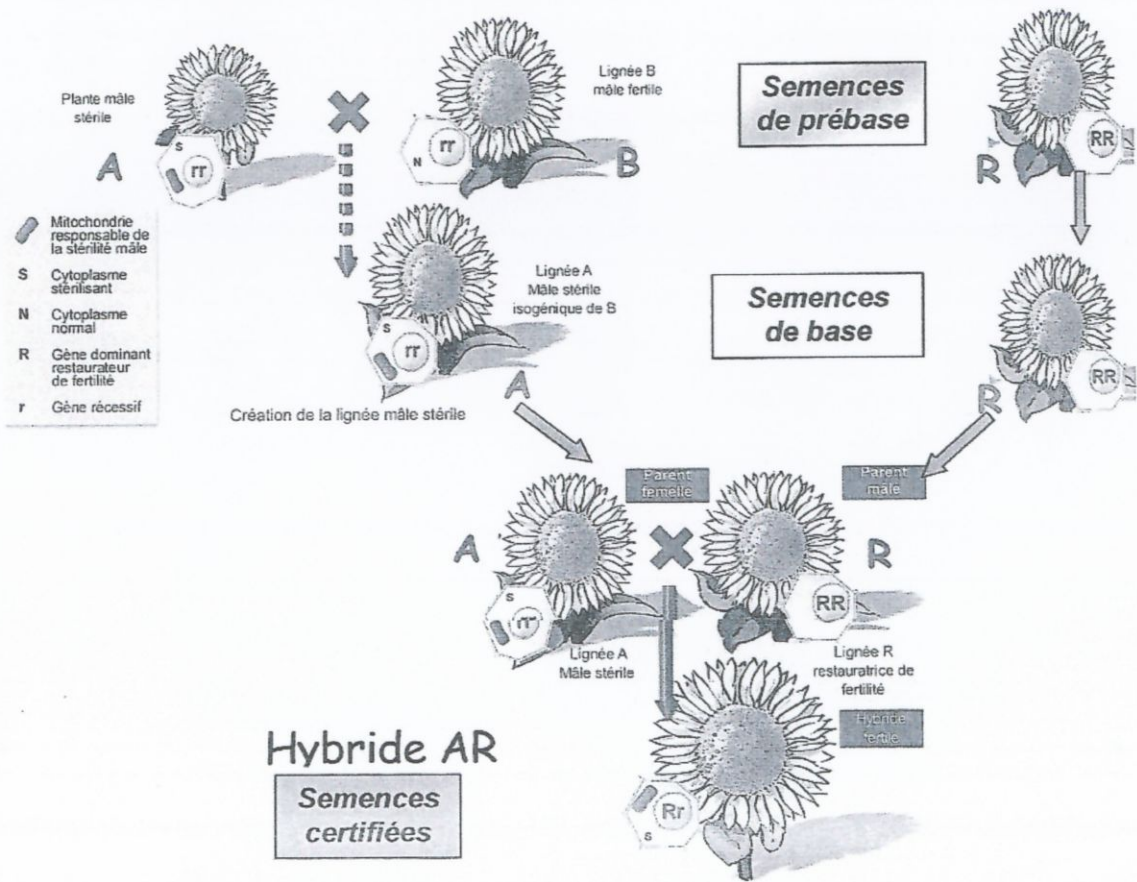 Plante mâle
stérile
A
S
rr
Lignée B
mâle fertile
N
rr
B
Semences
de prébase
R
RR
Mitochondrie
responsable de
la stérilité mâle
S Cytoplasme
stérilisant
N Cytoplasme
normal
R Gène dominant
restaurateur
de fertilité
r Gène récessif
Lignée A
Mâle stérile
isogénique de B
S
rr
A
Création de la lignée mâle stérile
Semences
de base
R
RR
Parent
femelle
Parent
mâle
A
S
rr
Lignée A
Mâle stérile
R
RR
Lignée R
restauratrice de
fertilité
Hybride
fertile
Hybride AR
Semences
certifiées
Rr
S